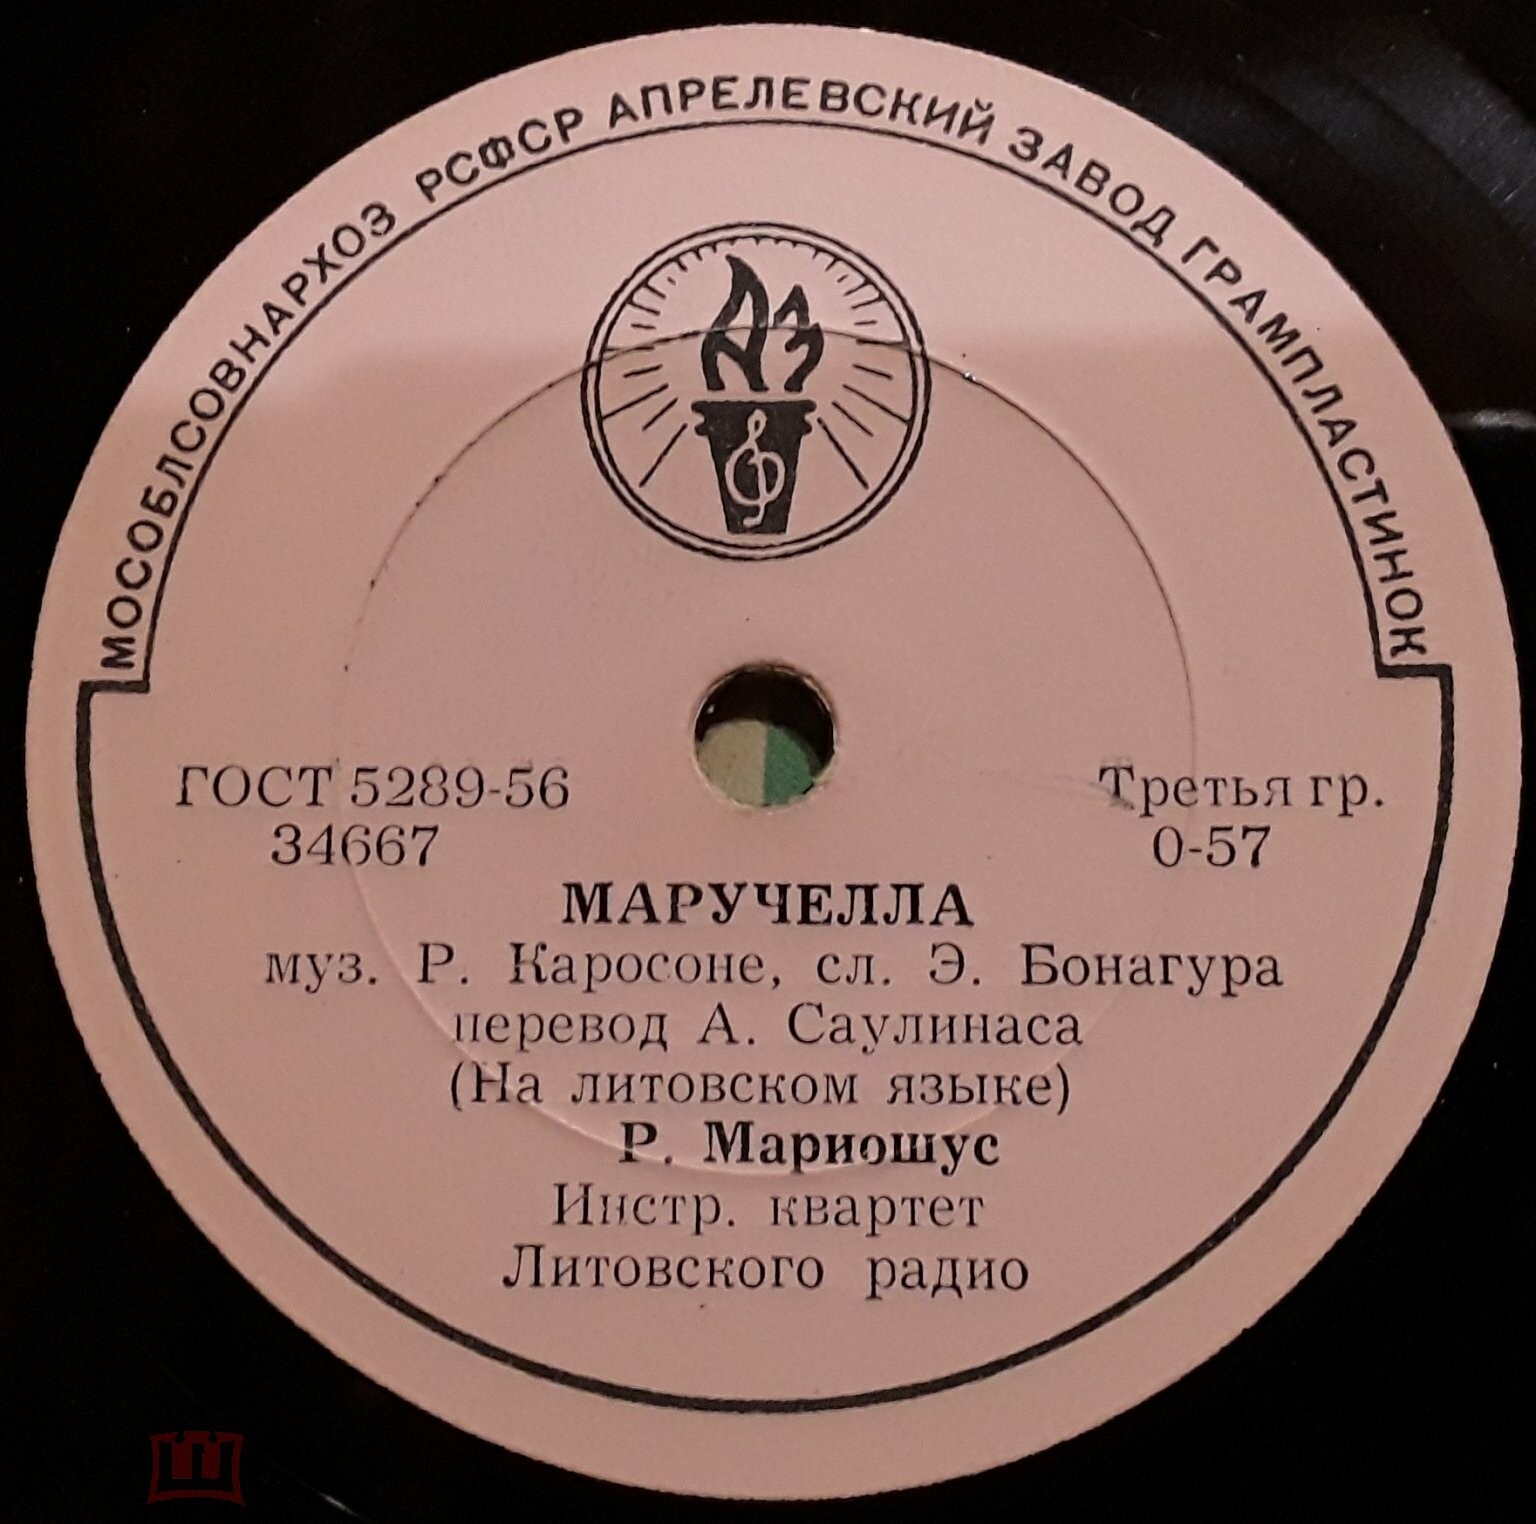 МОСОБЛСОВНАРХОЗ РСФСР АПРЕЛЕВСКИЙ ЗАВОД ГРАМПЛАСТИНОК
АЗ
ГОСТ 5289-56
34667
Третья гр.
0-57
МАРУЧЕЛЛА
муз. Р. Каросоне, сл. Э. Бонагура
перевод А. Саулинаса
(На литовском языке)
Р. Мариошус
Инстр. квартет
Литовского радио